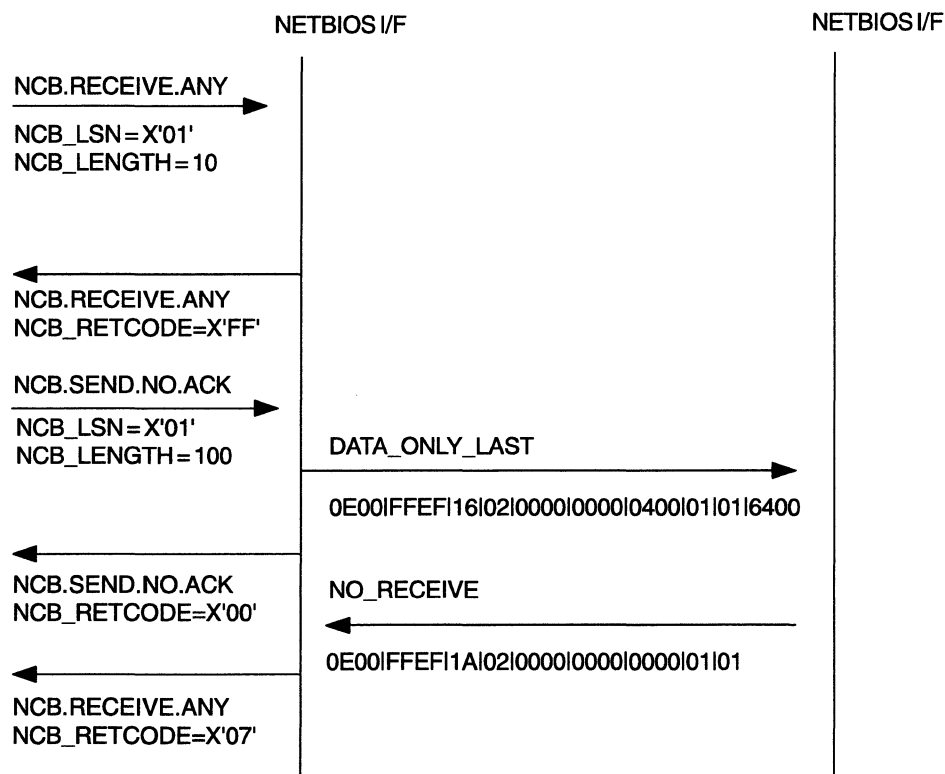 NETBIOS I/F
NETBIOS I/F
NCB.RECEIVE.ANY
NCB_LSN=X'01'
NCB_LENGTH=10
NCB.RECEIVE.ANY
NCB_RETCODE=X'FF'
NCB.SEND.NO.ACK
NCB_LSN=X'01'
NCB_LENGTH=100
DATA_ONLY_LAST
0E00|FFEF|16|02|0000|0000|0400|01|01|6400
NCB.SEND.NO.ACK
NCB_RETCODE=X'00'
NO_RECEIVE
0E00|FFEF|1A|02|0000|0000|0000|01|01
NCB.RECEIVE.ANY
NCB_RETCODE=X'07'